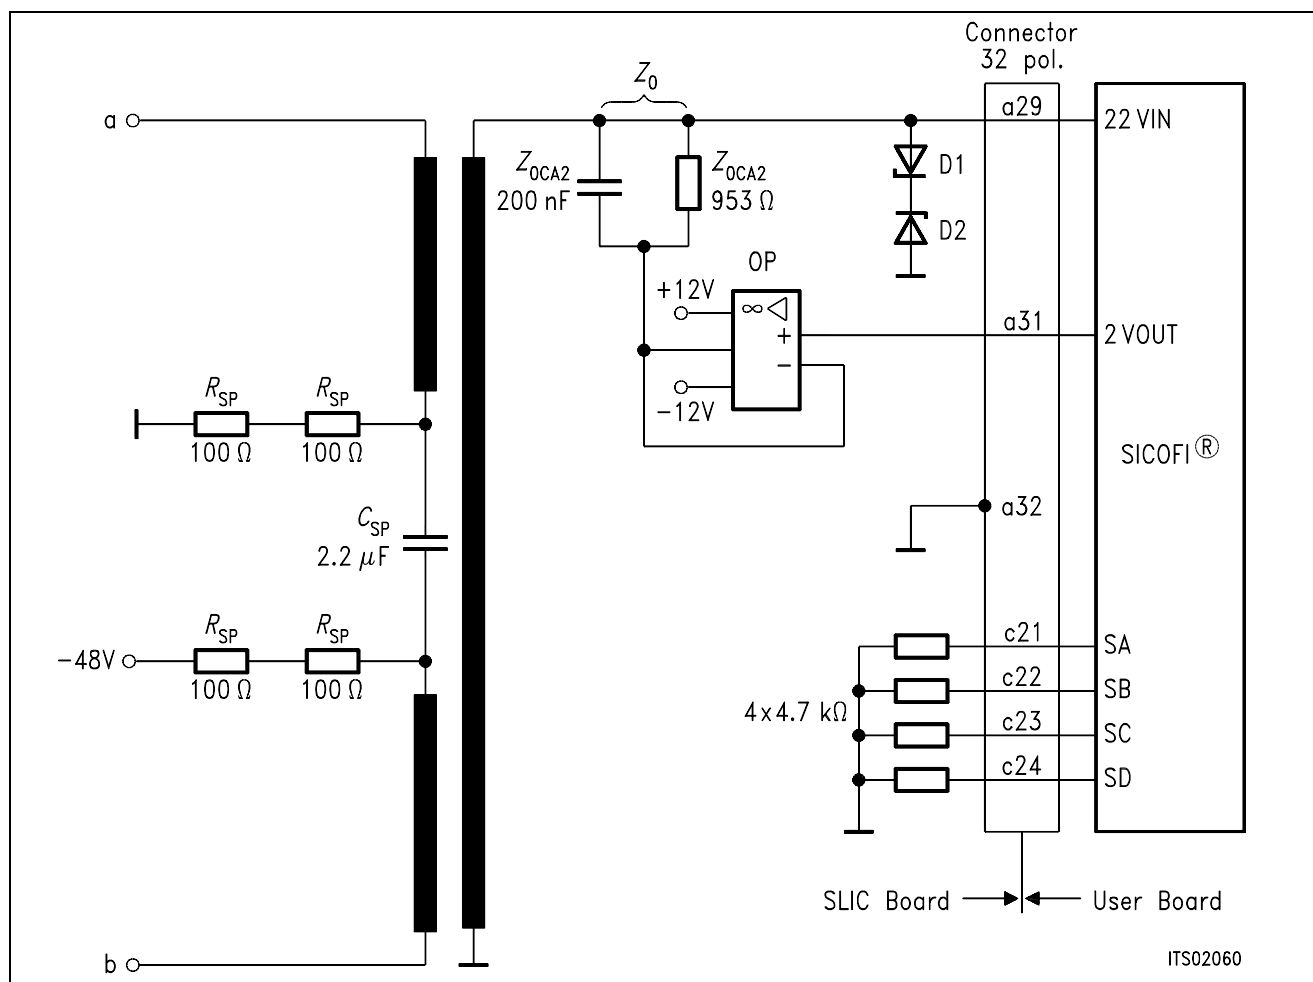 Connector
32 pol.
Z0
a
a29
22 VIN
Z0CA2
200 nF
Z0CA2
953 Ω
D1
D2
OP
+12V
∞
+
−
−12V
a31
2 VOUT
RSP
100 Ω
RSP
100 Ω
SICOFI®
a32
CSP
2.2 μF
RSP
100 Ω
RSP
100 Ω
−48V
4x4.7 kΩ
c21
SA
c22
SB
c23
SC
c24
SD
SLIC Board
User Board
b
ITS02060